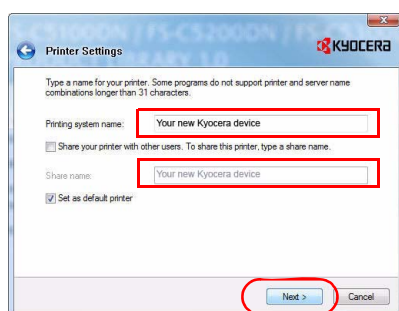 Printer Settings
KYOCERA
Type a name for your printer. Some programs do not support printer and server name
combinations longer than 31 characters.
Printing system name: Your new Kyocera device
Share your printer with other users. To share this printer, type a share name.
Share name: Your new Kyocera device
Set as default printer
Next > Cancel